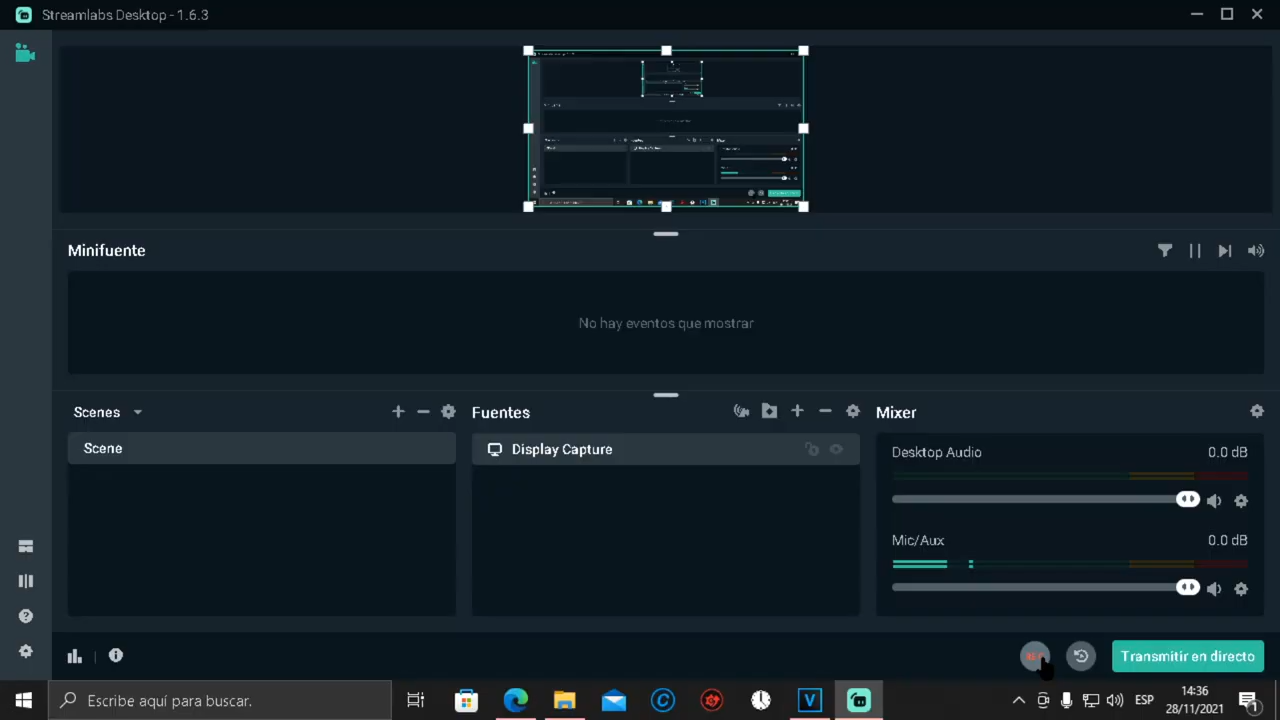 Streamlabs Desktop - 1.6.3
Minifuente
No hay eventos que mostrar
Scenes
Scene
Fuentes
Display Capture
Mixer
Desktop Audio 0.0 dB
Mic/Aux 0.0 dB
REC
Transmitir en directo
Escribe aquí para buscar.
ESP
14:36
28/11/2021